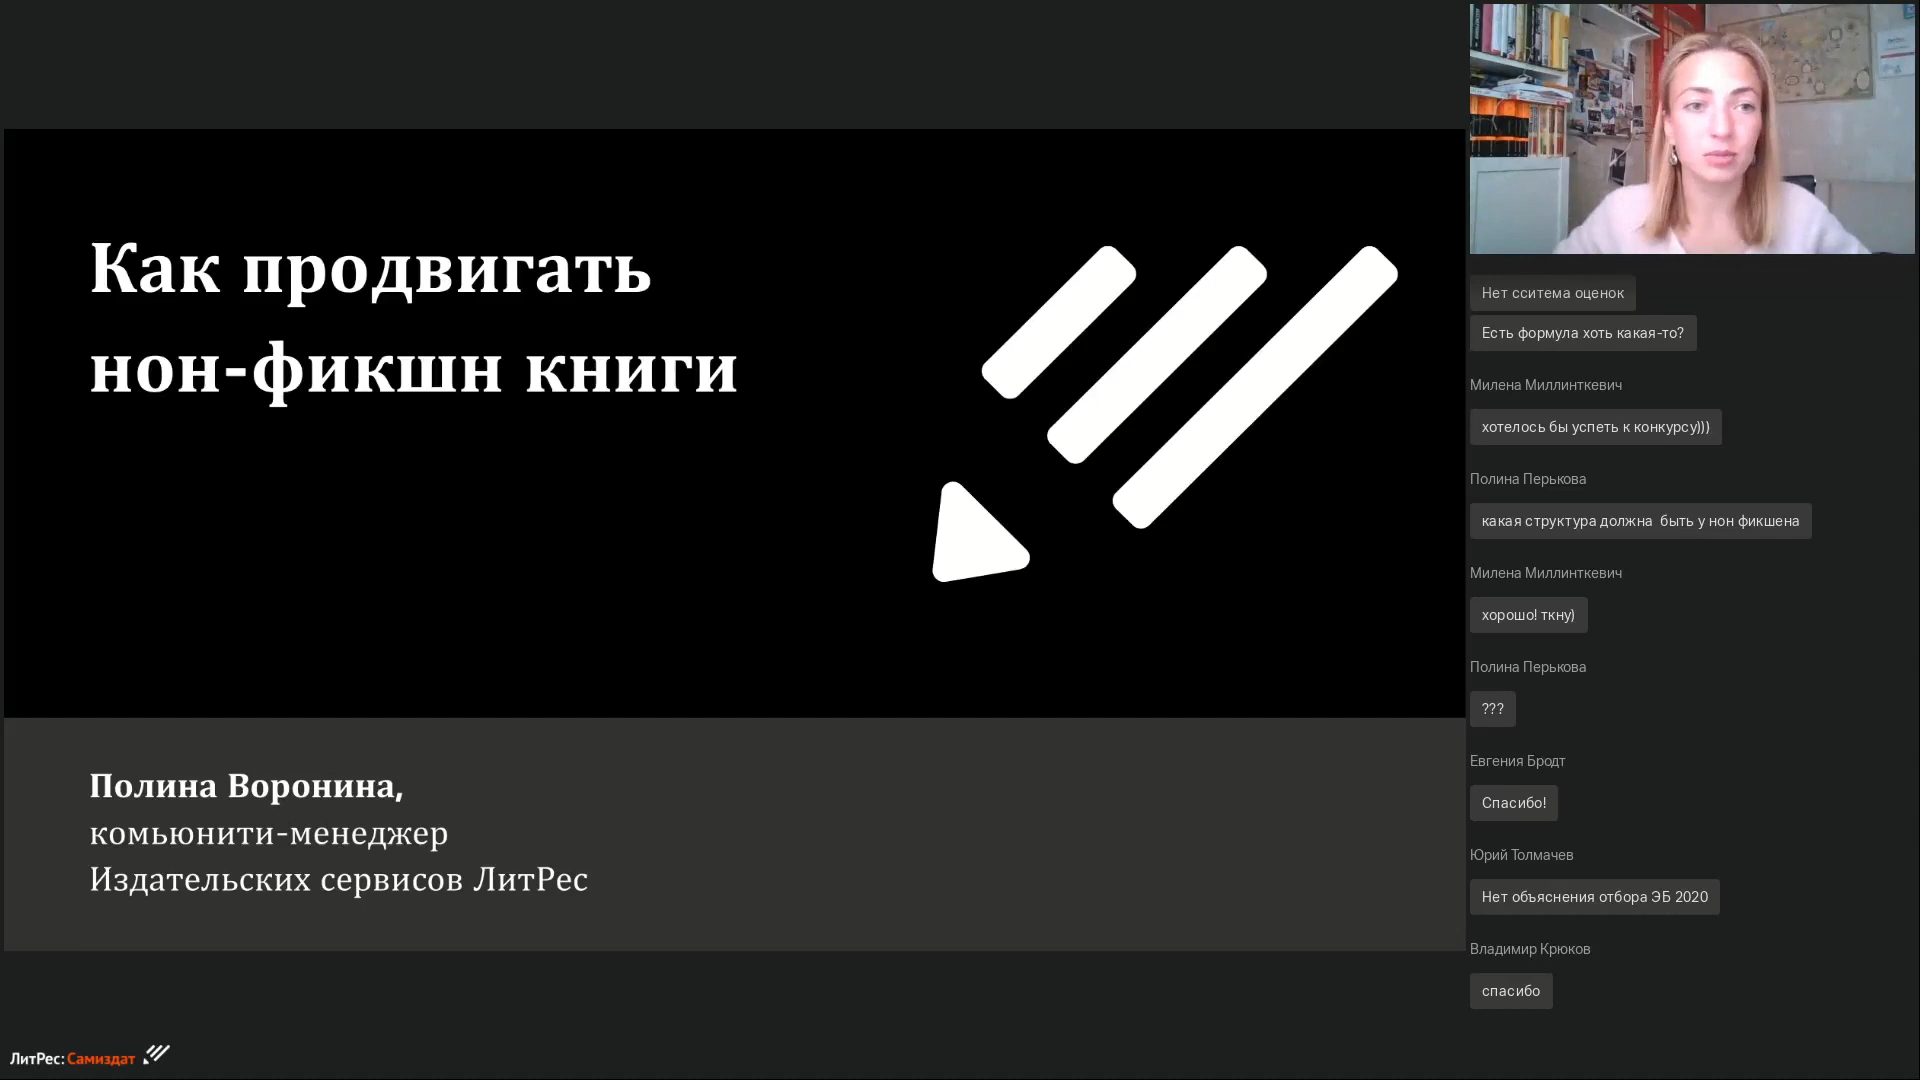 Как продвигать
нон-фикшн книги
Полина Воронина,
комьюнити-менеджер
Издательских сервисов ЛитРес
ЛитРес: Самиздат
Нет сситема оценок
Есть формула хоть какая-то?
Милена Миллинткевич
хотелось бы успеть к конкурсу)))
Полина Перькова
какая структура должна  быть у нон фикшена
Милена Миллинткевич
хорошо! ткну)
Полина Перькова
???
Евгения Бродт
Спасибо!
Юрий Толмачев
Нет объяснения отбора ЭБ 2020
Владимир Крюков
спасибо